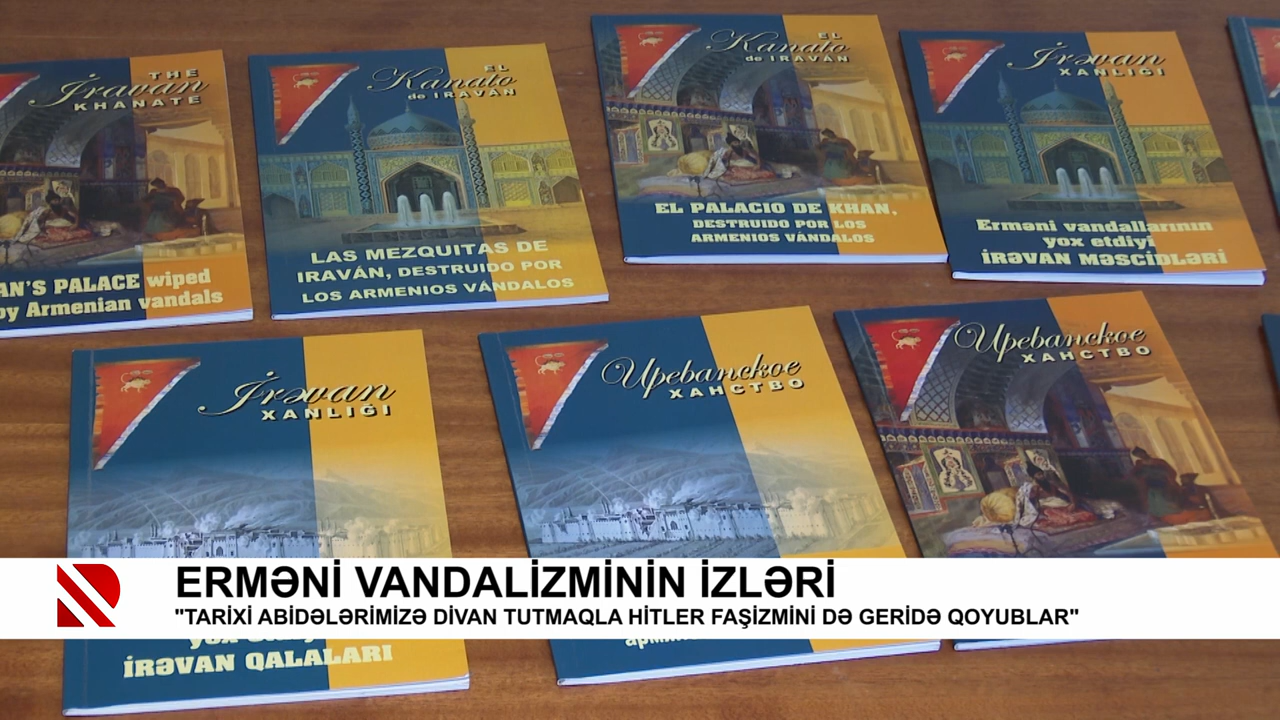 THE
İravan
KHANATE
AN'S PALACE wiped
by Armenian vandals
EL
Kanato
de IRAVÁN
LAS MEZQUITAS DE
IRAVÁN, DESTRUIDO POR
LOS ARMENIOS VÁNDALOS
EL
Kanato
de IRAVÁN
EL PALACIO DE KHAN,
DESTRUIDO POR LOS
ARMENIOS VÁNDALOS
İrəvan
XANLIĞI
Erməni vandallarının
yox etdiyi
İRƏVAN MƏSCİDLƏRİ
İrəvan
XANLIĞI
İRƏVAN QALALARI
Иреванское
ХАНСТВО
Иреванское
ХАНСТВО
ERMƏNİ VANDALİZMİNİN İZLƏRİ
"TARİXİ ABİDƏLƏRİMİZƏ DİVAN TUTMAQLA HİTLER FAŞİZMİNİ DƏ GERİDƏ QOYUBLAR"